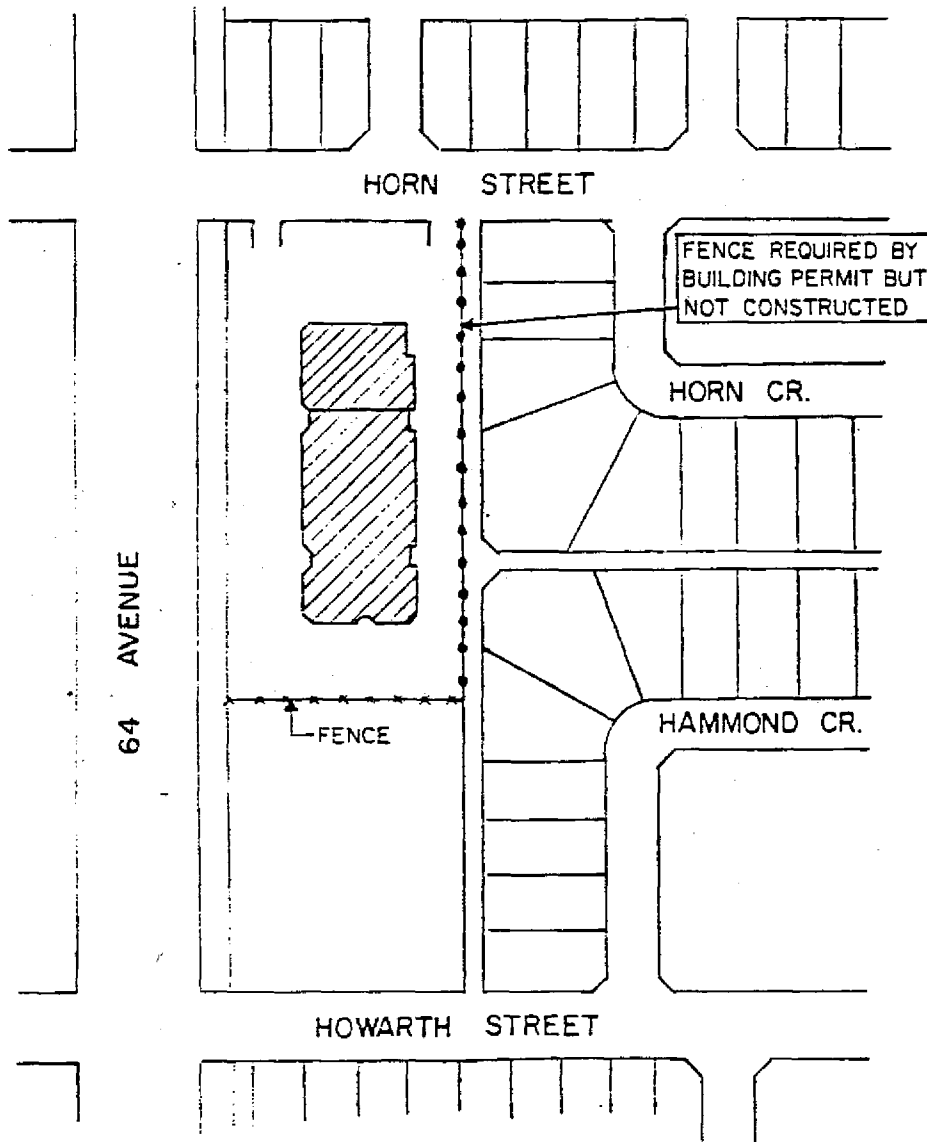 HORN STREET
FENCE REQUIRED BY
BUILDING PERMIT BUT
NOT CONSTRUCTED
HORN CR.
64 AVENUE
FENCE
HAMMOND CR.
HOWARTH STREET